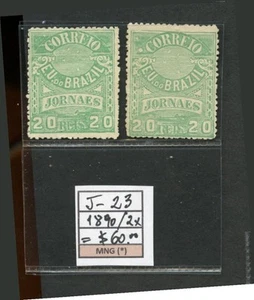 CORREIO
E.U. DO BRAZIL
JORNAES
20 REIS 20
CORREIO
E.U. DO BRAZIL
JORNAES
20 REIS 20
J-23
1890/2x
= $60.00
MNG (*)